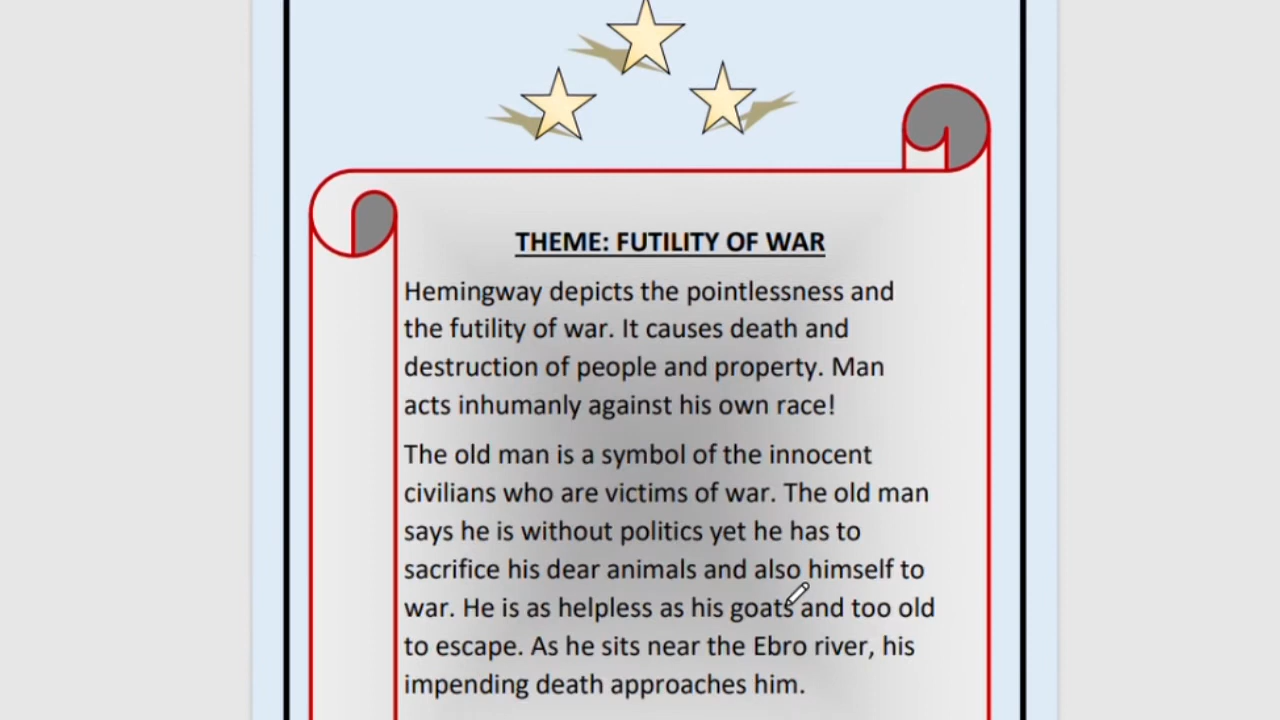 THEME: FUTILITY OF WAR
Hemingway depicts the pointlessness and
the futility of war. It causes death and
destruction of people and property. Man
acts inhumanly against his own race!
The old man is a symbol of the innocent
civilians who are victims of war. The old man
says he is without politics yet he has to
sacrifice his dear animals and also himself to
war. He is as helpless as his goats and too old
to escape. As he sits near the Ebro river, his
impending death approaches him.